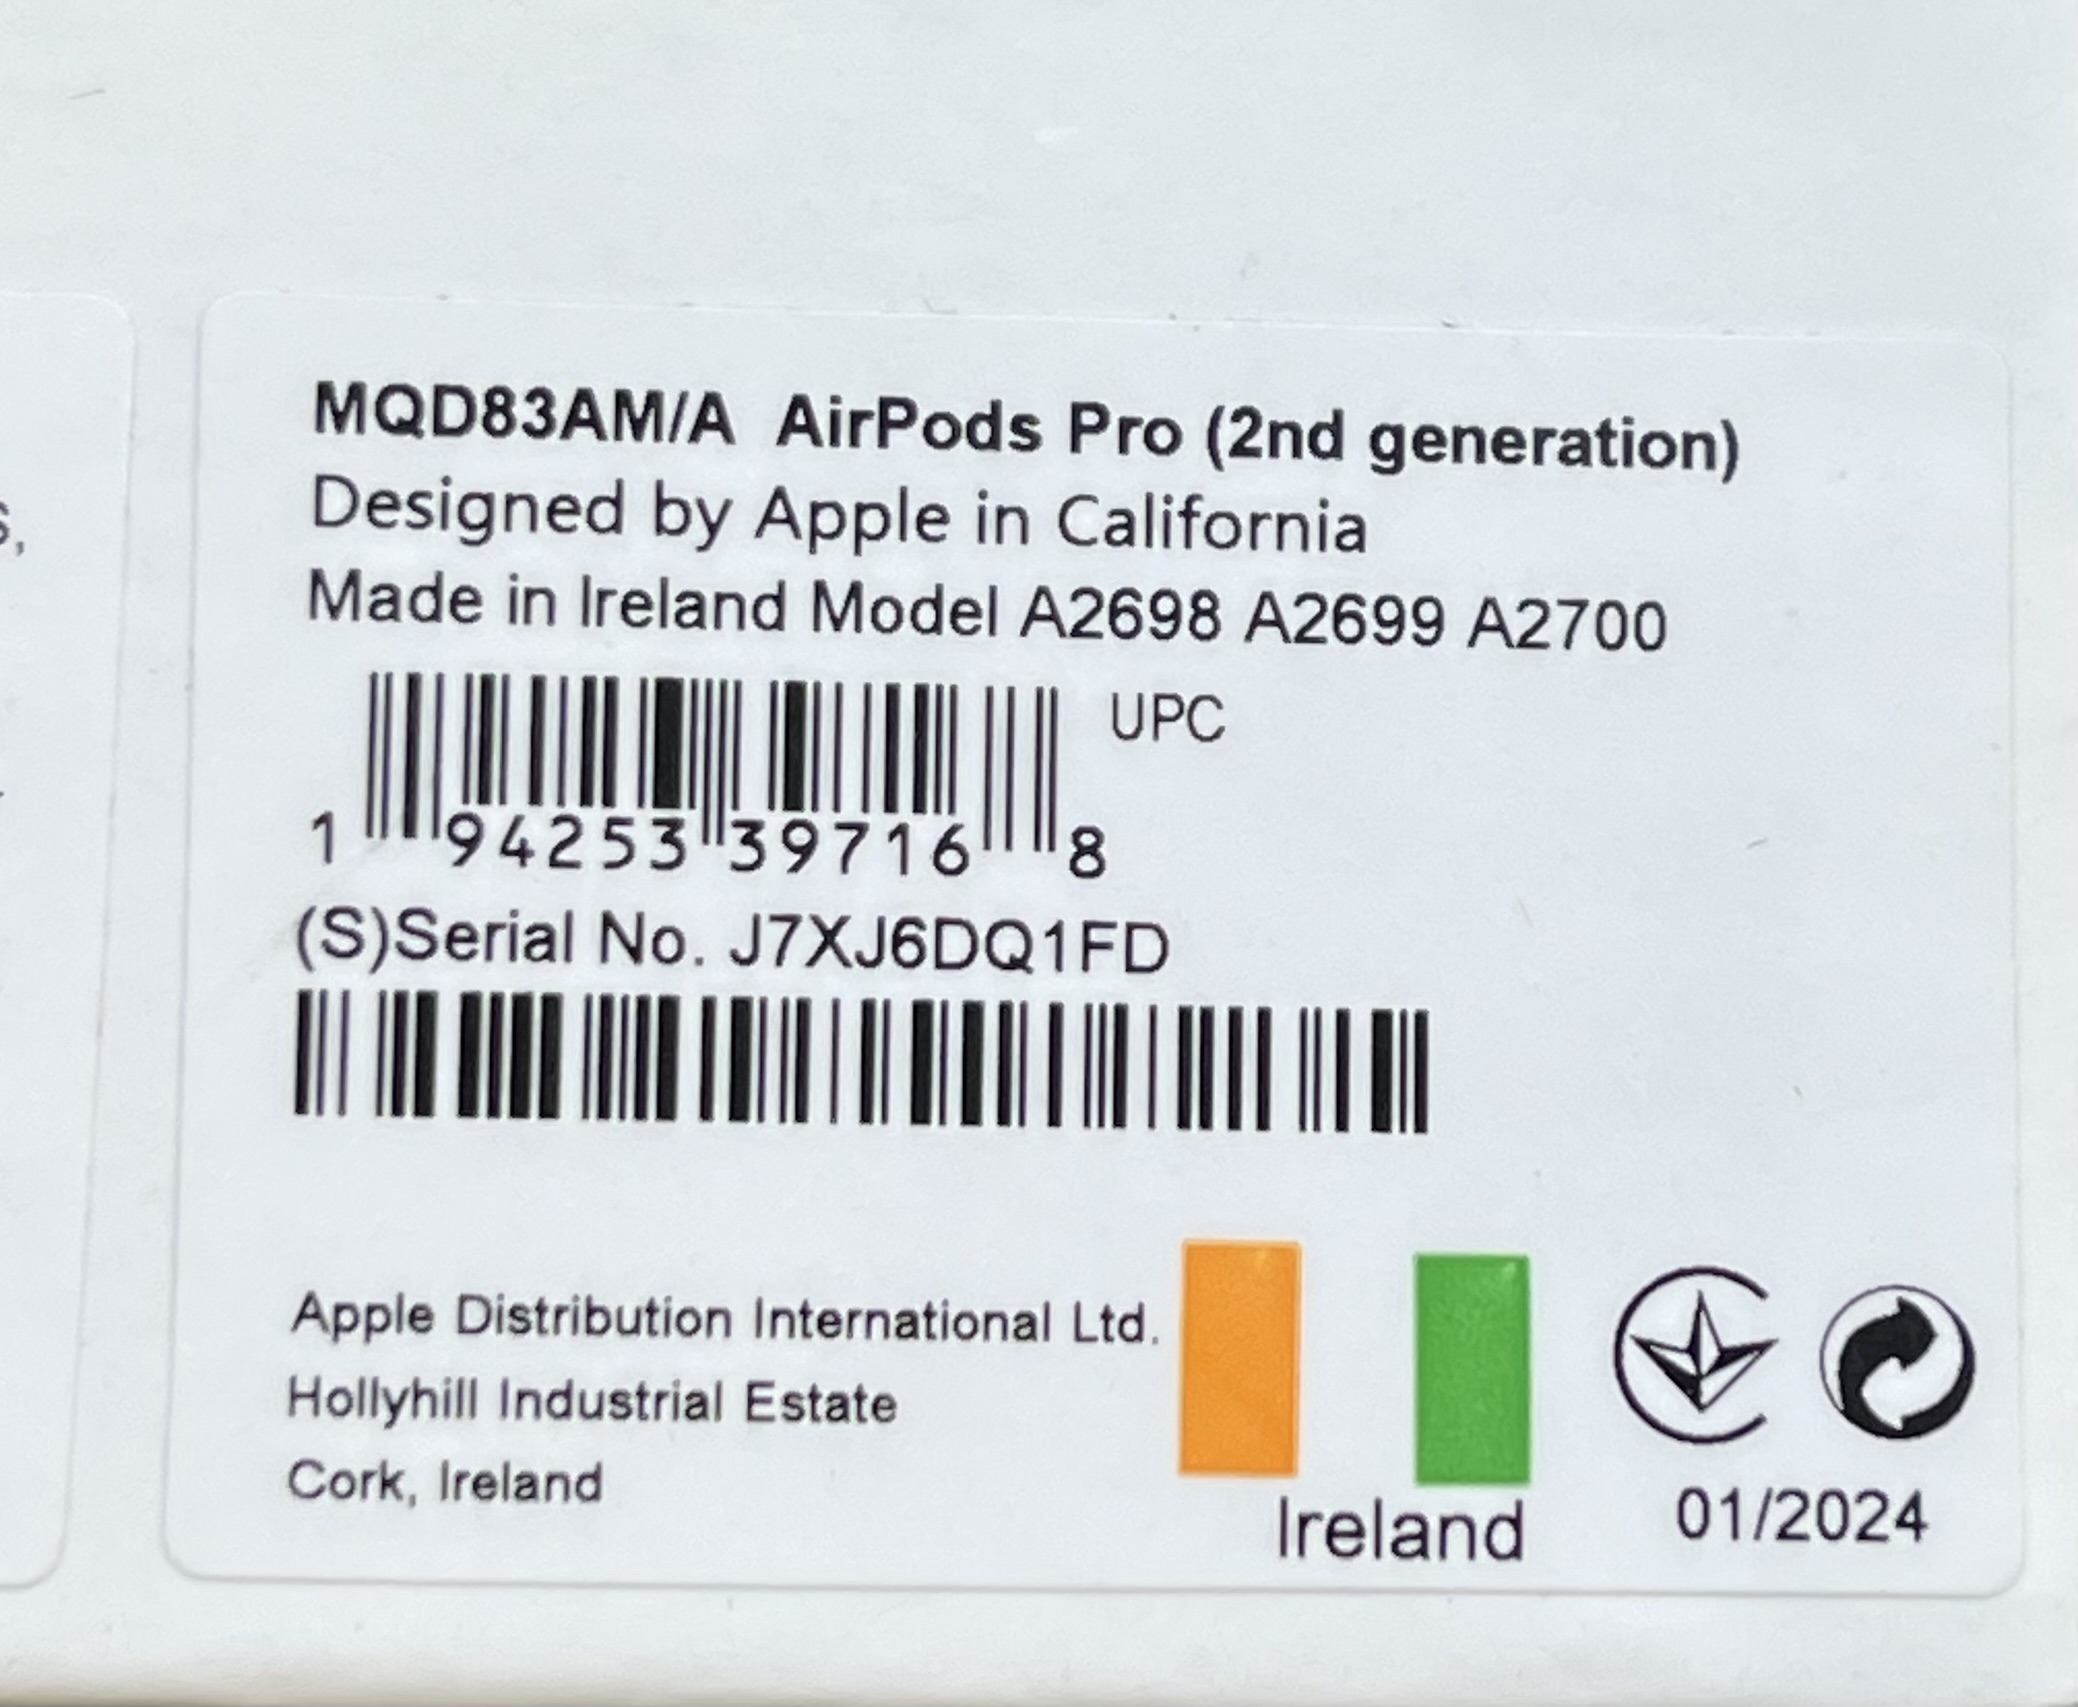 s,
MQD83AM/A AirPods Pro (2nd generation)
Designed by Apple in California
Made in Ireland Model A2698 A2699 A2700
UPC
1 94253 39716 8
(S)Serial No. J7XJ6DQ1FD
Apple Distribution International Ltd.
Hollyhill Industrial Estate
Cork, Ireland
Ireland
01/2024